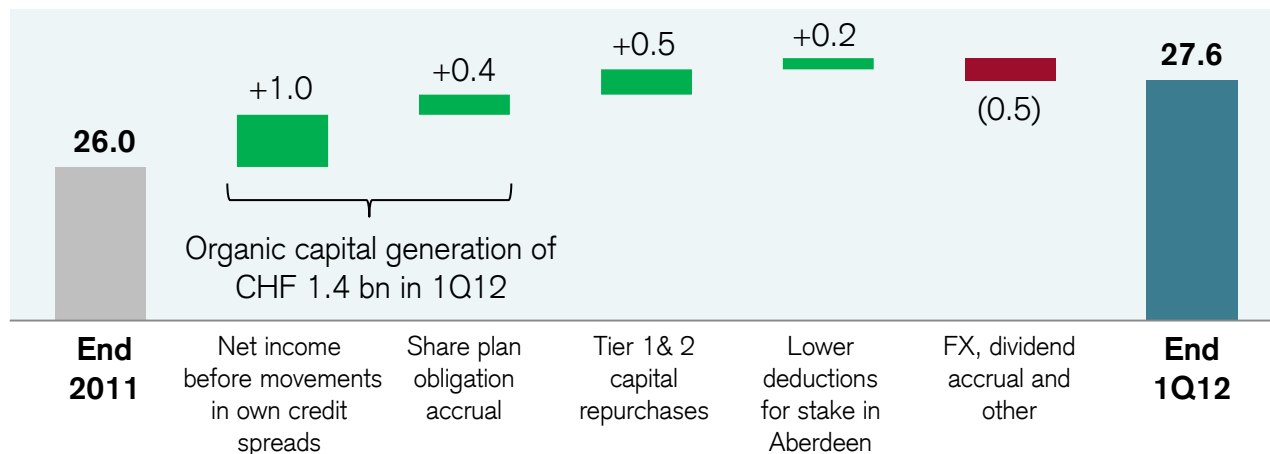 26.0
+1.0
+0.4
+0.5
+0.2
(0.5)
27.6
Organic capital generation of
CHF 1.4 bn in 1Q12
End
2011
Net income
before movements
in own credit
spreads
Share plan
obligation
accrual
Tier 1& 2
capital
repurchases
Lower
deductions
for stake in
Aberdeen
FX, dividend
accrual and
other
End
1Q12